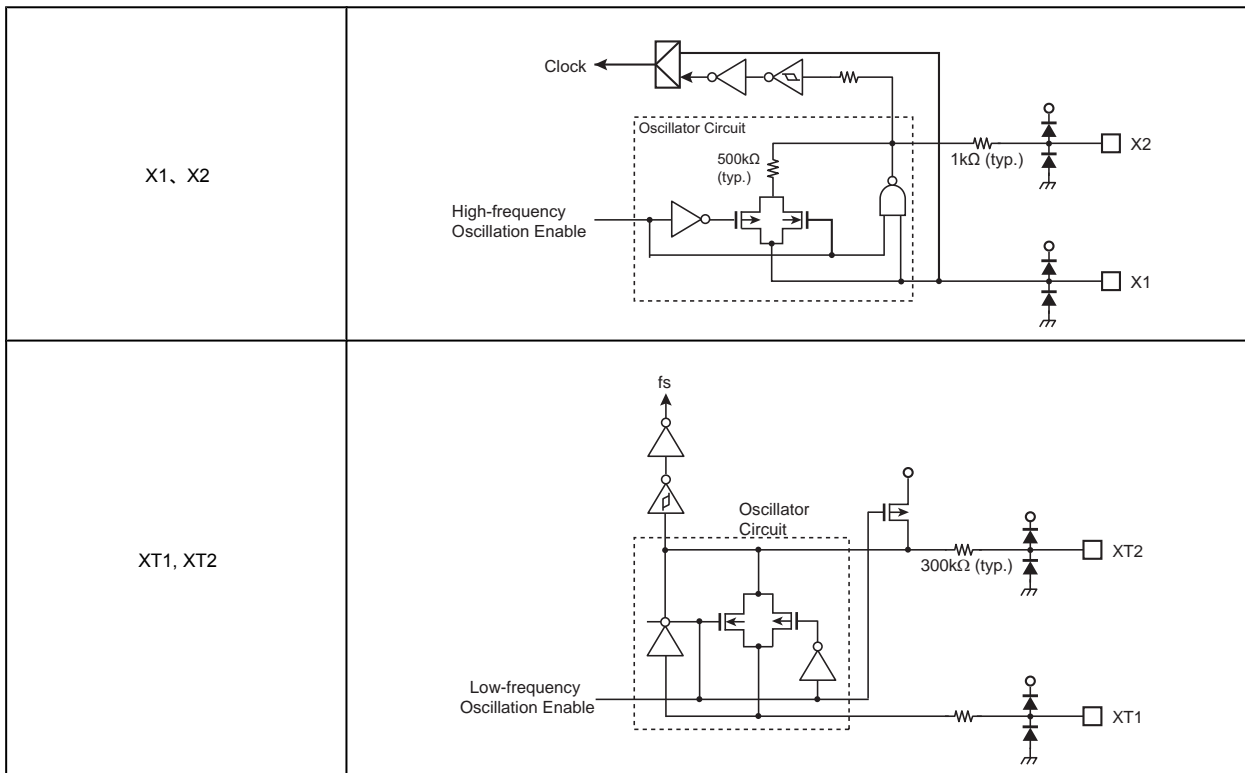 X1、X2
Clock
Oscillator Circuit
500kΩ
(typ.)
1kΩ (typ.)
X2
High-frequency
Oscillation Enable
X1
XT1, XT2
fs
Oscillator
Circuit
300kΩ (typ.)
XT2
Low-frequency
Oscillation Enable
XT1